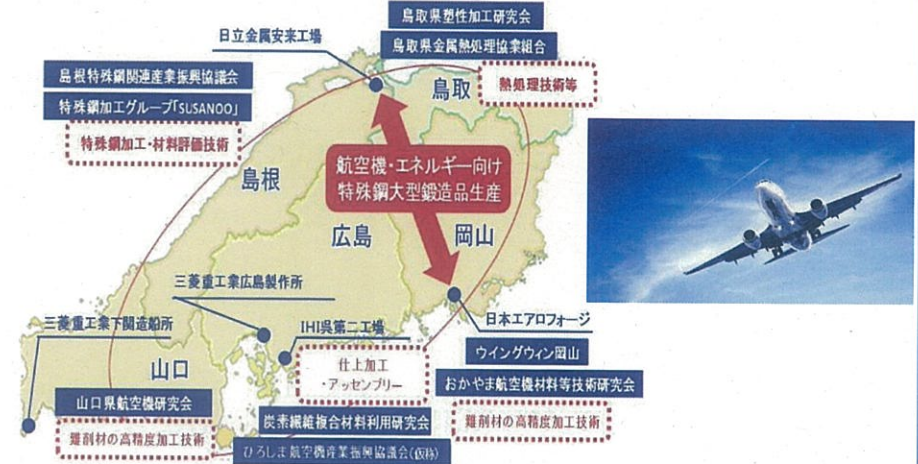 鳥取県塑性加工研究会
日立金属安来工場
鳥取県金属熱処理協業組合
島根特殊鋼関連産業振興協議会
鳥取
熱処理技術等
特殊鋼加工グループ「SUSANOO」
特殊鋼加工・材料評価技術
航空機・エネルギー向け
特殊鋼大型鍛造品生産
島根
広島
岡山
三菱重工業広島製作所
三菱重工業下関造船所
IHI呉第二工場
日本エアロフォージ
ウイングウィン岡山
山口
仕上加工
・アッセンブリー
おかやま航空機材料等技術研究会
山口県航空機研究会
炭素繊維複合材料利用研究会
難削材の高精度加工技術
難削材の高精度加工技術
ひろしま航空機産業振興協議会(仮称)